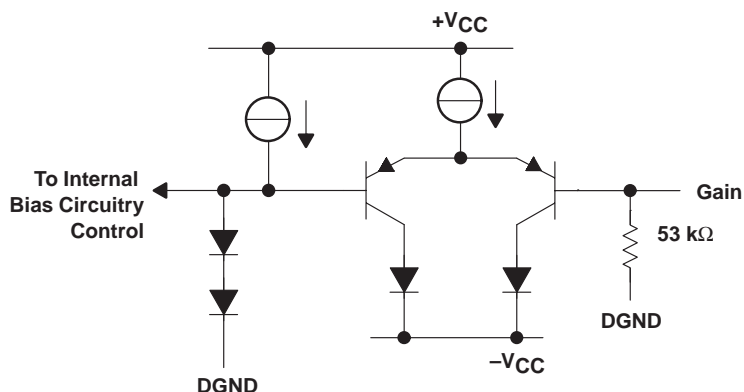 +VCC
To Internal
Bias Circuitry
Control
Gain
53 kΩ
DGND
–VCC
DGND